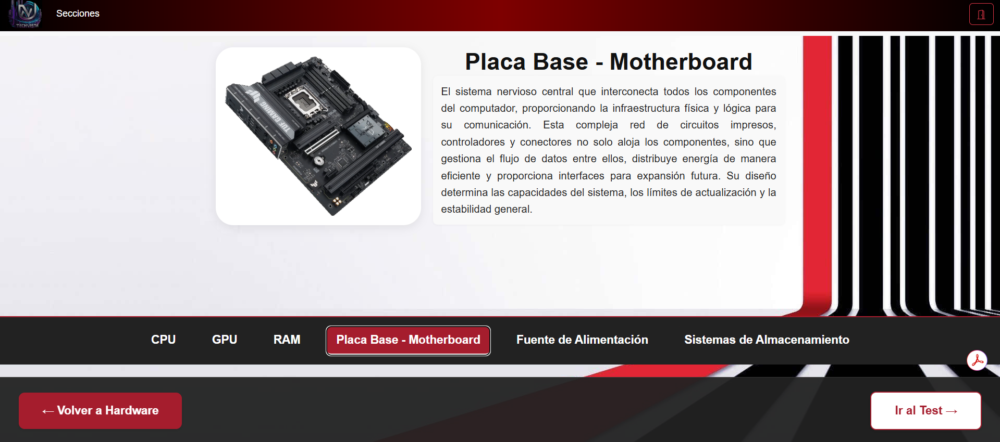 TECHVISTA
Secciones
TUF GAMING
Placa Base - Motherboard
El sistema nervioso central que interconecta todos los componentes
del computador, proporcionando la infraestructura física y lógica para
su comunicación. Esta compleja red de circuitos impresos,
controladores y conectores no solo aloja los componentes, sino que
gestiona el flujo de datos entre ellos, distribuye energía de manera
eficiente y proporciona interfaces para expansión futura. Su diseño
determina las capacidades del sistema, los límites de actualización y la
estabilidad general.
CPU
GPU
RAM
Placa Base - Motherboard
Fuente de Alimentación
Sistemas de Almacenamiento
← Volver a Hardware
Ir al Test →